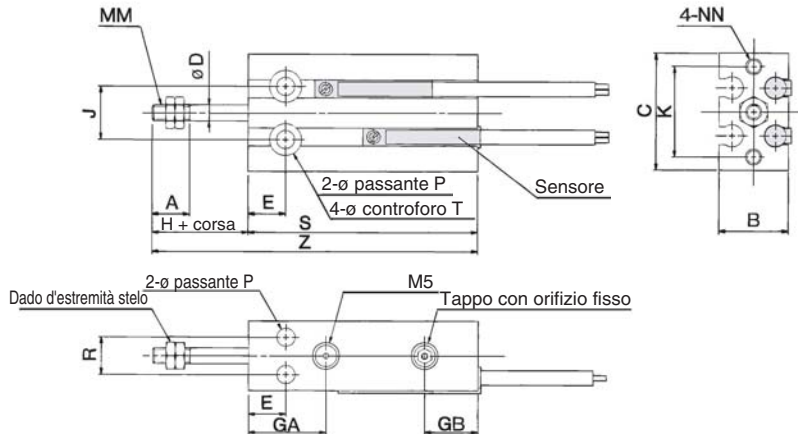 MM
øD
J
A
H + corsa
E
S
Z
2-ø passante P
4-ø controforo T
Sensore
4-NN
C
K
B
2-ø passante P
M5
Dado d'estremità stelo
Tappo con orifizio fisso
R
E
GA
GB